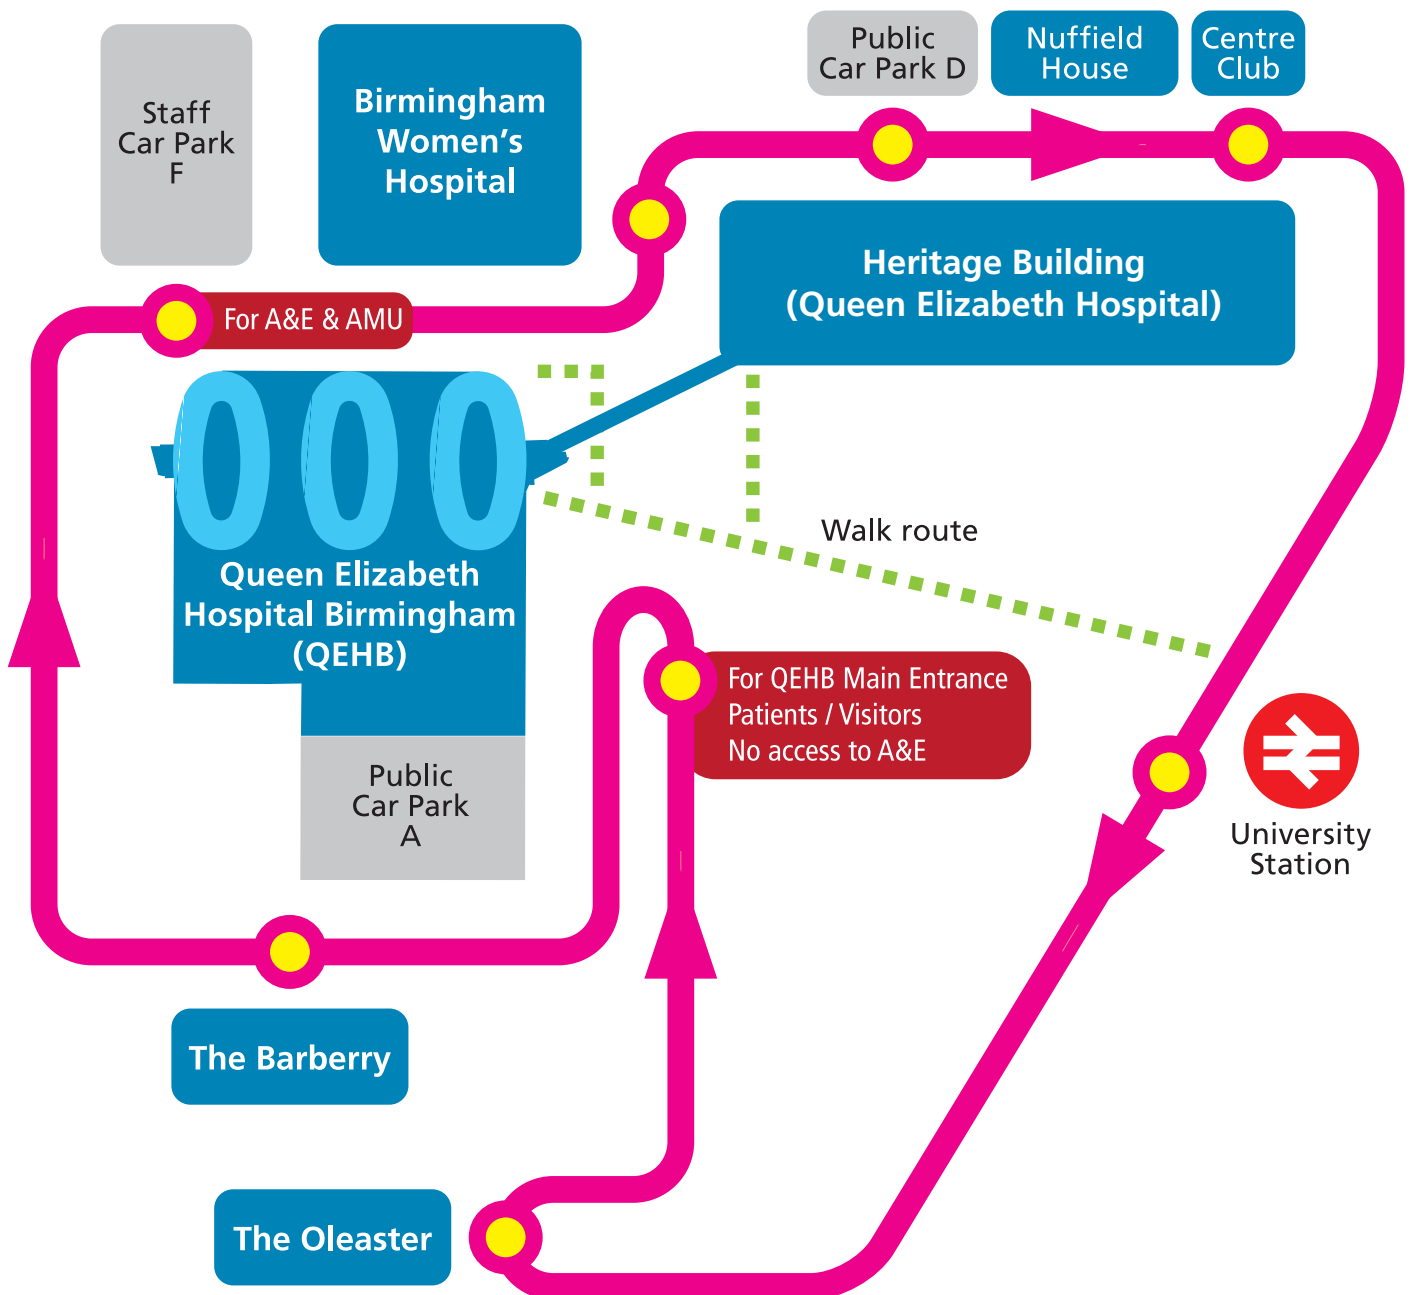 Staff
Car Park
F
Birmingham
Women's
Hospital
Public
Car Park D
Nuffield
House
Centre
Club
Heritage Building
(Queen Elizabeth Hospital)
For A&E & AMU
Queen Elizabeth
Hospital Birmingham
(QEHB)
Walk route
For QEHB Main Entrance
Patients / Visitors
No access to A&E
Public
Car Park
A
University
Station
The Barberry
The Oleaster